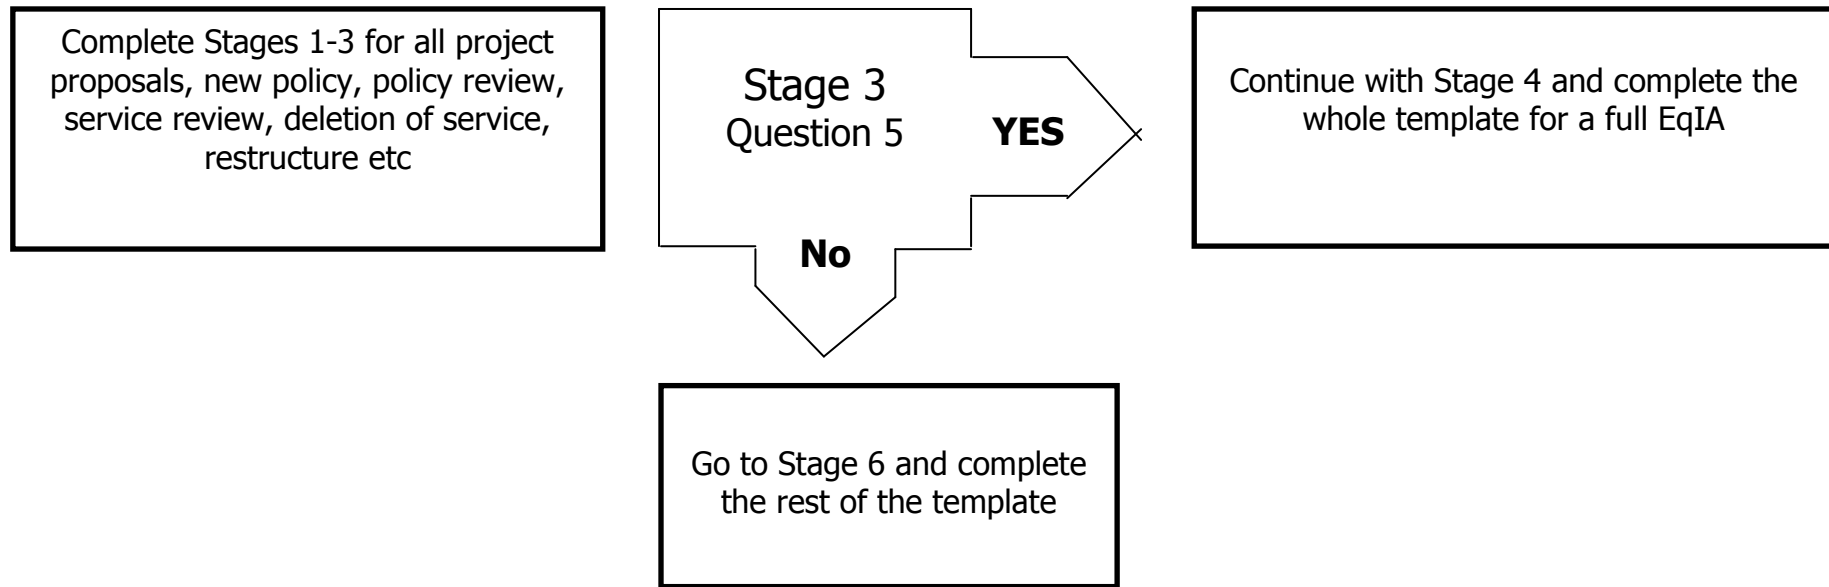 Complete Stages 1-3 for all project
proposals, new policy, policy review,
service review, deletion of service,
restructure etc
Stage 3
Question 5
YES
No
Continue with Stage 4 and complete the
whole template for a full EqIA
Go to Stage 6 and complete
the rest of the template